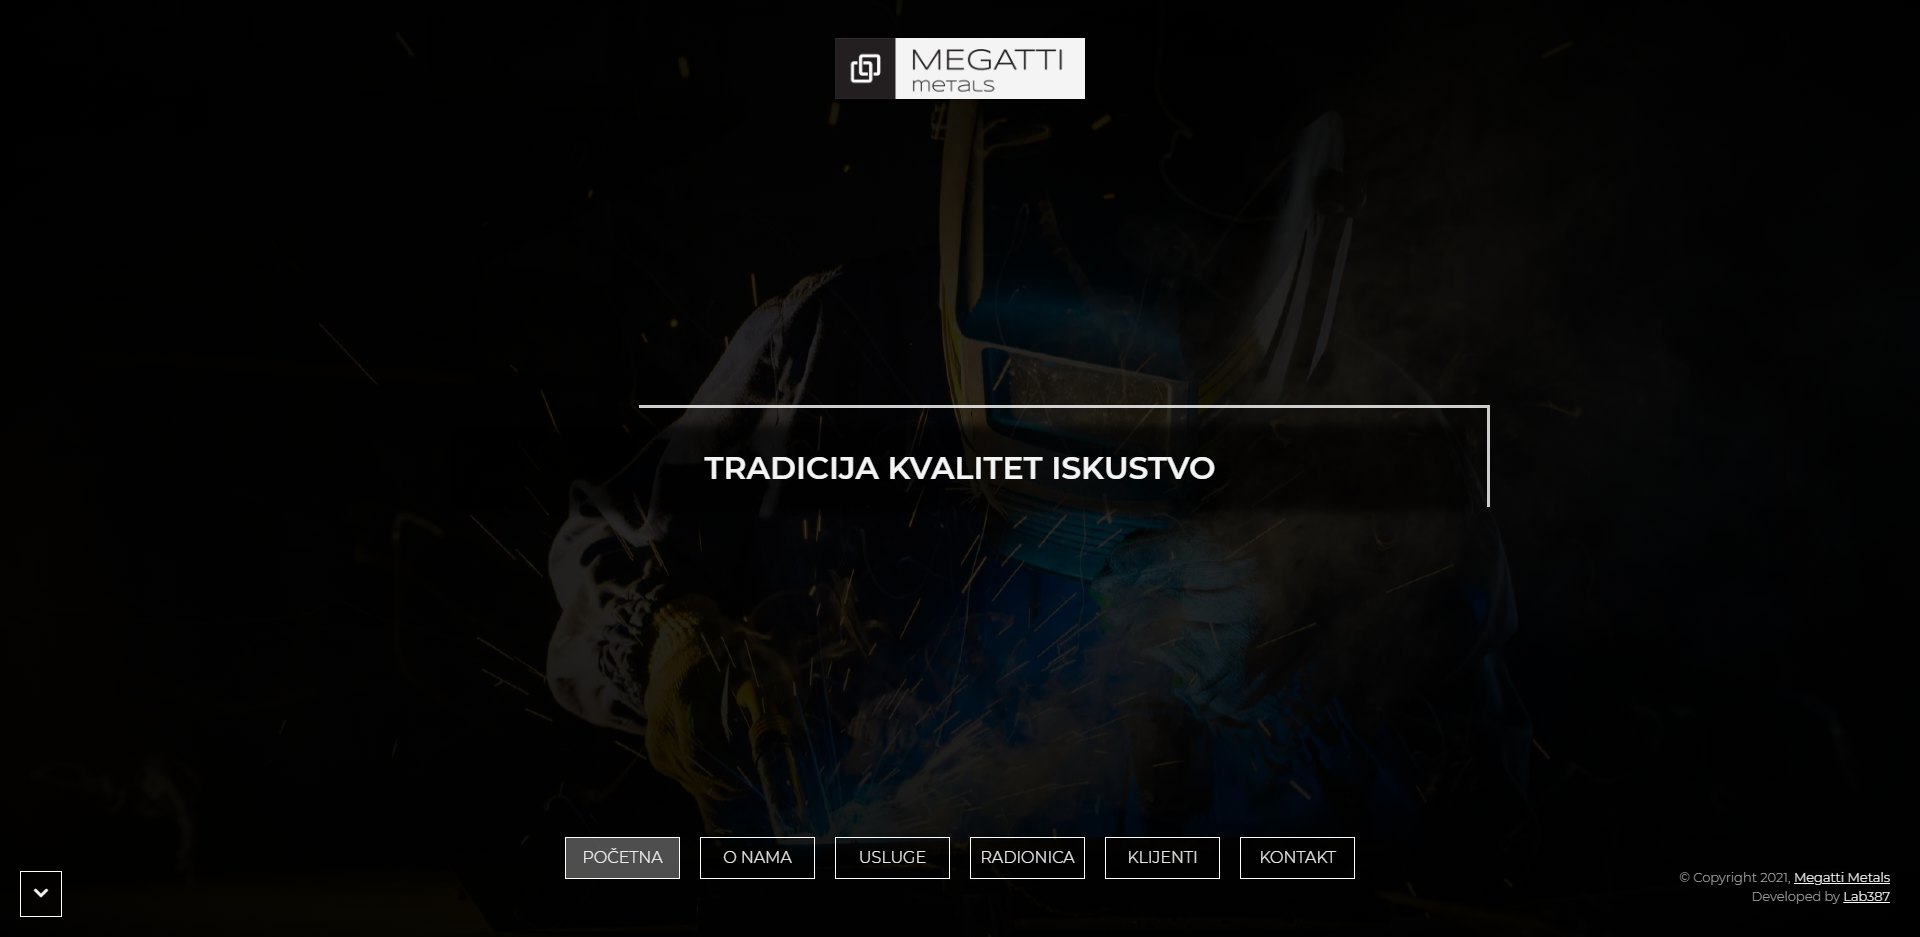 MEGATTI
metals
TRADICIJA KVALITET ISKUSTVO
POČETNA
O NAMA
USLUGE
RADIONICA
KLIJENTI
KONTAKT
© Copyright 2021, Megatti Metals
Developed by Lab387